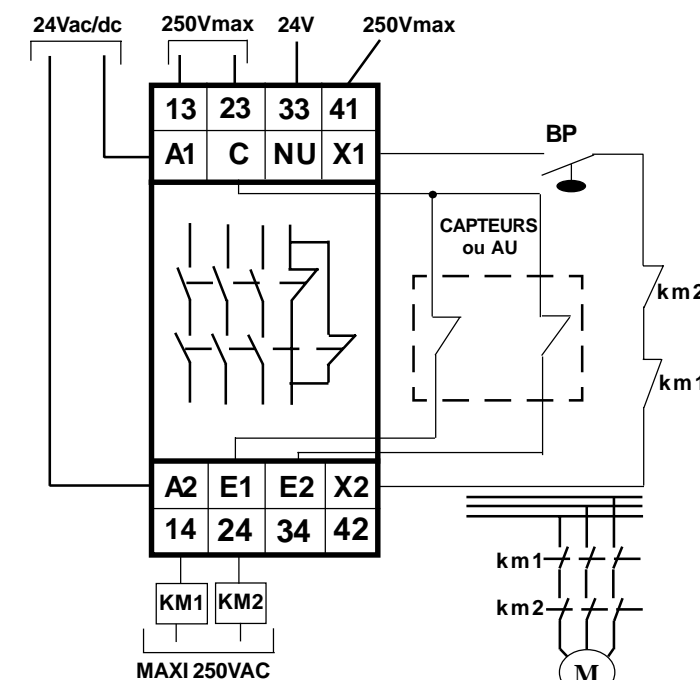 24Vac/dc 250Vmax 24V 250Vmax
13 23 33 41
A1 C NU X1
BP
CAPTEURS
ou AU
km2
km1
A2 E1 E2 X2
14 24 34 42
km1
KM1 KM2
km2
MAXI 250VAC
M